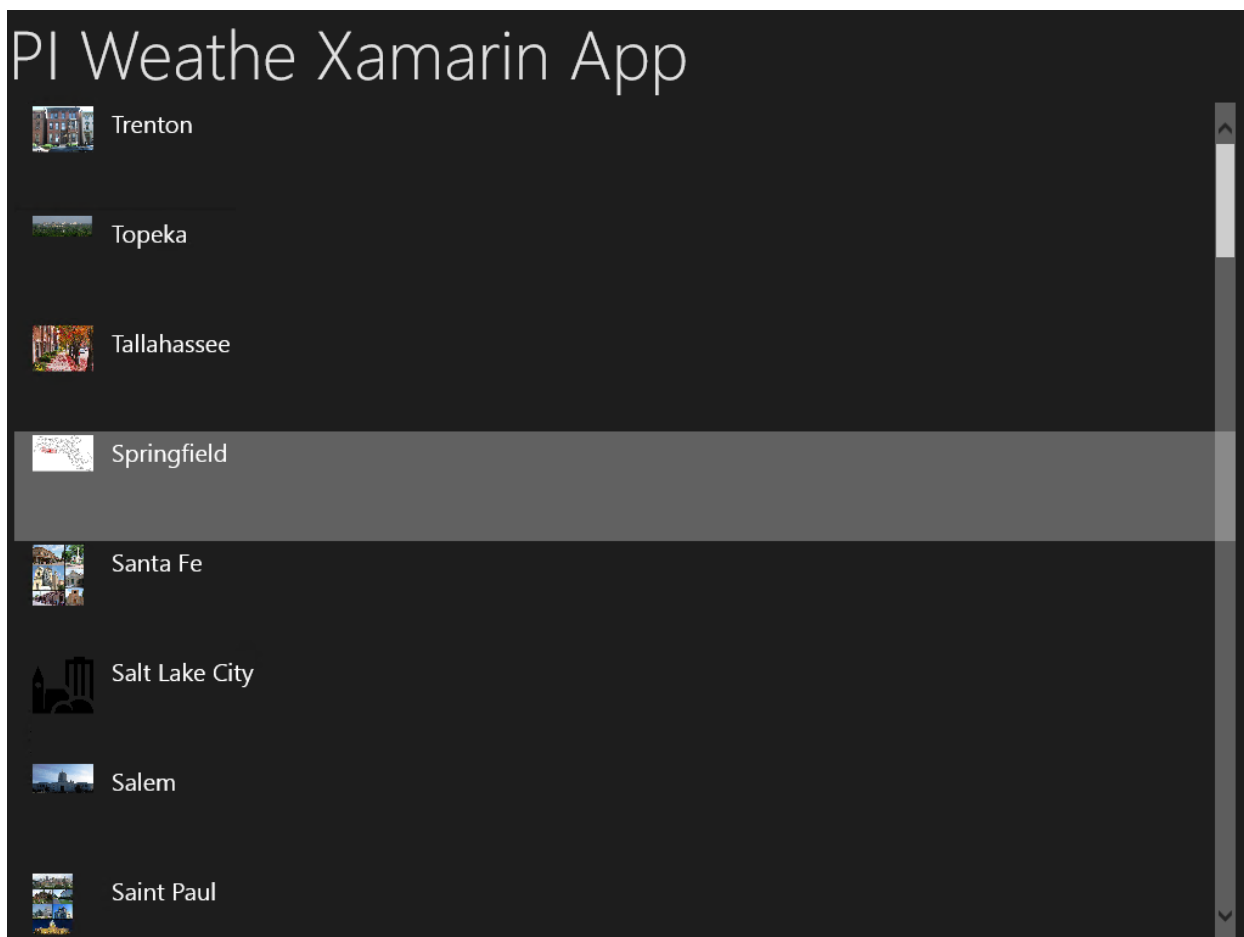 PI Weathe Xamarin App
Trenton
Topeka
Tallahassee
Springfield
Santa Fe
Salt Lake City
Salem
Saint Paul